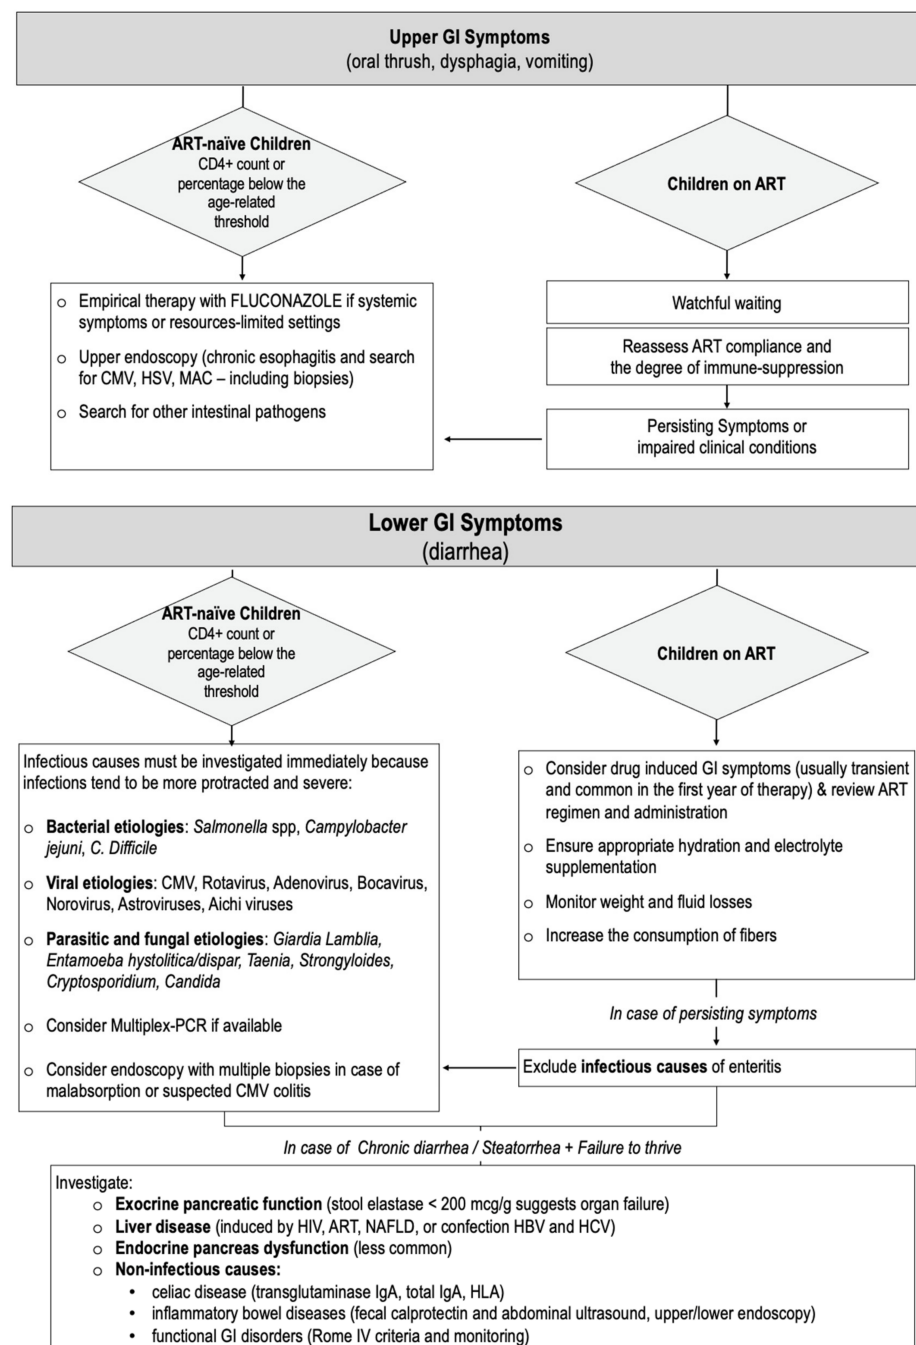 Upper GI Symptoms
(oral thrush, dysphagia, vomiting)
ART-naïve Children
CD4+ count or
percentage below the
age-related
threshold
Children on ART
o Empirical therapy with FLUCONAZOLE if systemic
symptoms or resources-limited settings
o Upper endoscopy (chronic esophagitis and search
for CMV, HSV, MAC – including biopsies)
o Search for other intestinal pathogens
Watchful waiting
Reassess ART compliance and
the degree of immune-suppression
Persisting Symptoms or
impaired clinical conditions
Lower GI Symptoms
(diarrhea)
ART-naïve Children
CD4+ count or
percentage below the
age-related
threshold
Children on ART
Infectious causes must be investigated immediately because
infections tend to be more protracted and severe:
o Bacterial etiologies: Salmonella spp, Campylobacter
jejuni, C. Difficile
o Viral etiologies: CMV, Rotavirus, Adenovirus, Bocavirus,
Norovirus, Astroviruses, Aichi viruses
o Parasitic and fungal etiologies: Giardia Lamblia,
Entamoeba hystolitica/dispar, Taenia, Strongyloides,
Cryptosporidium, Candida
o Consider Multiplex-PCR if available
o Consider endoscopy with multiple biopsies in case of
malabsorption or suspected CMV colitis
o Consider drug induced GI symptoms (usually transient
and common in the first year of therapy) & review ART
regimen and administration
o Ensure appropriate hydration and electrolyte
supplementation
o Monitor weight and fluid losses
o Increase the consumption of fibers
In case of persisting symptoms
Exclude infectious causes of enteritis
In case of Chronic diarrhea / Steatorrhea + Failure to thrive
Investigate:
o Exocrine pancreatic function (stool elastase < 200 mcg/g suggests organ failure)
o Liver disease (induced by HIV, ART, NAFLD, or confection HBV and HCV)
o Endocrine pancreas dysfunction (less common)
o Non-infectious causes:
• celiac disease (transglutaminase IgA, total IgA, HLA)
• inflammatory bowel diseases (fecal calprotectin and abdominal ultrasound, upper/lower endoscopy)
• functional GI disorders (Rome IV criteria and monitoring)